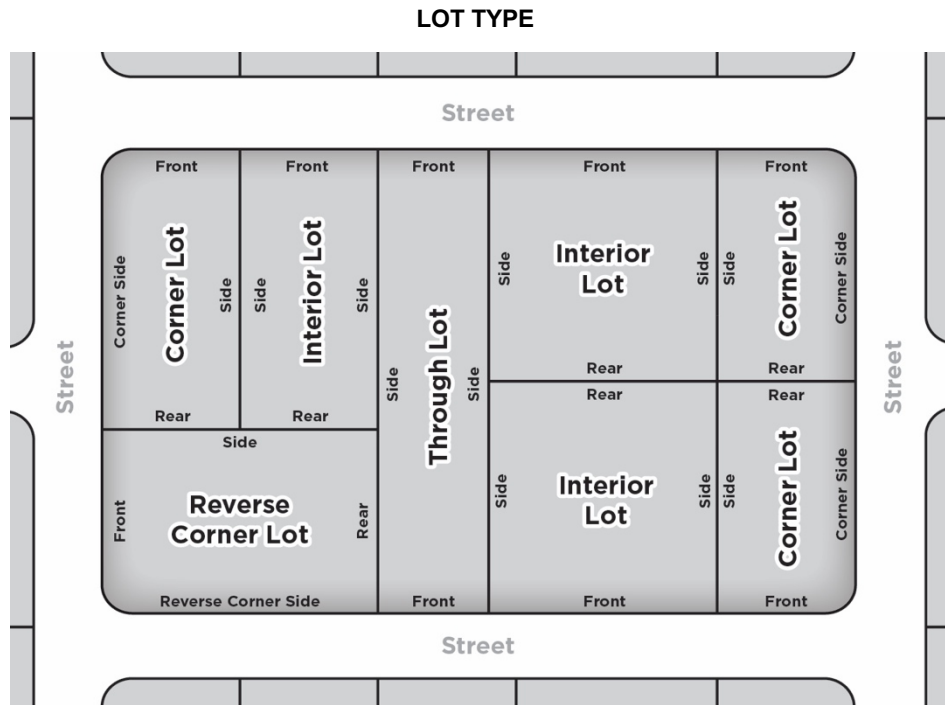 LOT TYPE
Street
Front
Front
Front
Front
Front
Corner Side
Corner Lot
Side
Side
Interior Lot
Side
Side
Through Lot
Side
Side
Interior
Lot
Side
Side
Corner Lot
Corner Side
Street
Street
Rear
Rear
Rear
Rear
Rear
Rear
Side
Front
Reverse
Corner Lot
Rear
Side
Interior
Lot
Side
Side
Corner Lot
Corner Side
Reverse Corner Side
Front
Front
Front
Street